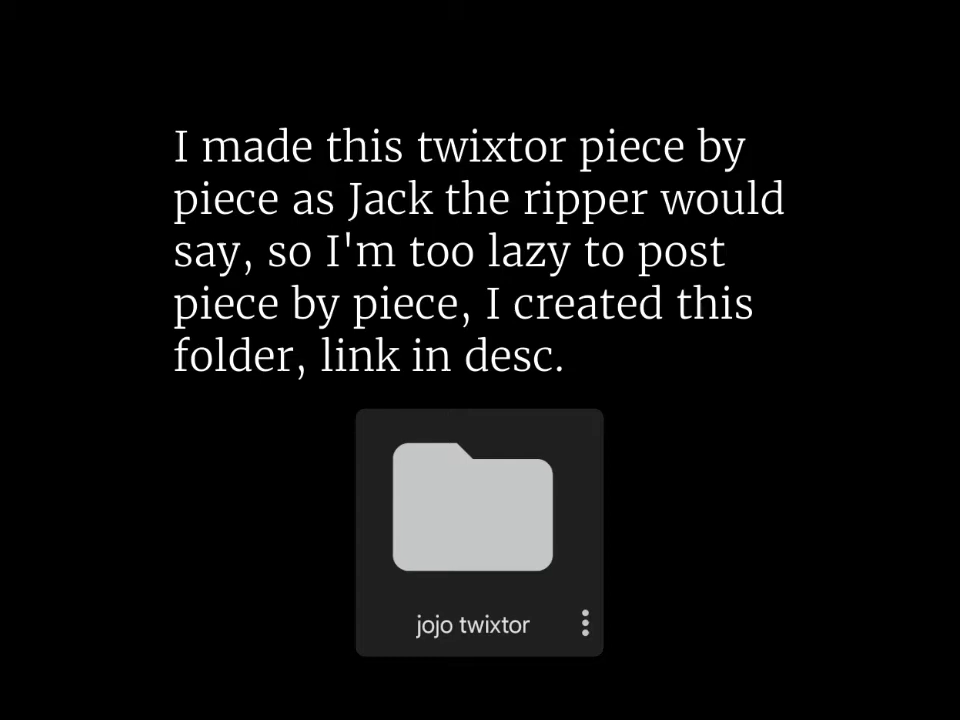 I made this twixtor piece by
piece as Jack the ripper would
say, so I'm too lazy to post
piece by piece, I created this
folder, link in desc.
jojo twixtor